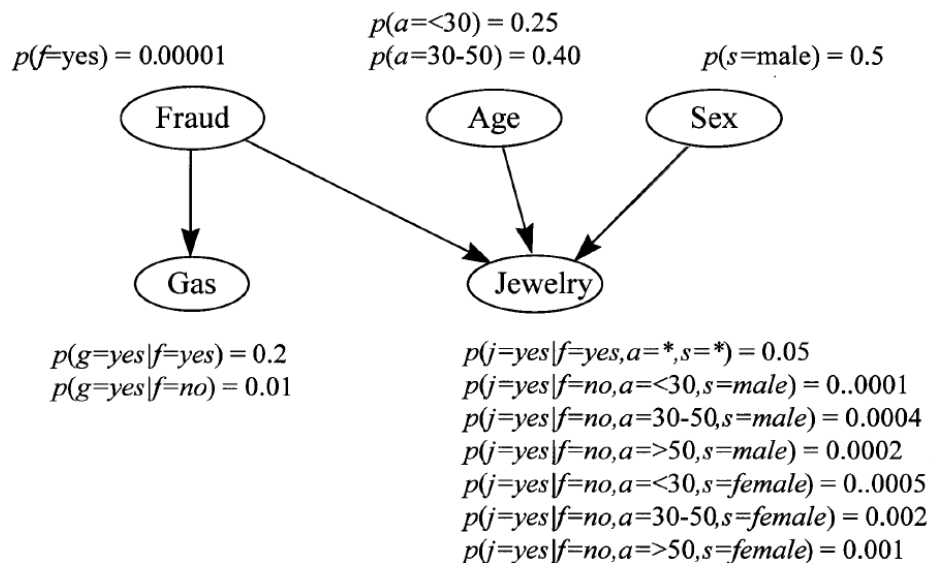 p(a=<30) = 0.25
p(f=yes) = 0.00001
p(a=30-50) = 0.40
p(s=male) = 0.5
Fraud
Age
Sex
Gas
Jewelry
p(g=yes|f=yes) = 0.2
p(g=yes|f=no) = 0.01
p(j=yes|f=yes,a=*,s=*) = 0.05
p(j=yes|f=no,a=<30,s=male) = 0..0001
p(j=yes|f=no,a=30-50,s=male) = 0.0004
p(j=yes|f=no,a=>50,s=male) = 0.0002
p(j=yes|f=no,a=<30,s=female) = 0..0005
p(j=yes|f=no,a=30-50,s=female) = 0.002
p(j=yes|f=no,a=>50,s=female) = 0.001